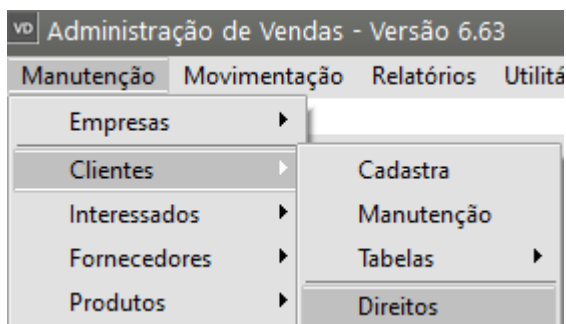 VD Administração de Vendas - Versão 6.63
Manutenção Movimentação Relatórios
Empresas
Clientes Cadastra
Interessados Manutenção
Fornecedores Tabelas
Produtos Direitos